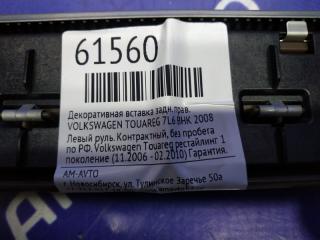 61560
Декоративная вставка задн. прав.
VOLKSWAGEN TOUAREG 7L6 BHK 2008
Левый руль. Контрактный, без пробега
по РФ. Volkswagen Touareg рестайлинг 1
поколение (11.2006 - 02.2010) Гарантия.
AM-AVTO
г. Новосибирск, ул. Тулинское Заречье 50а